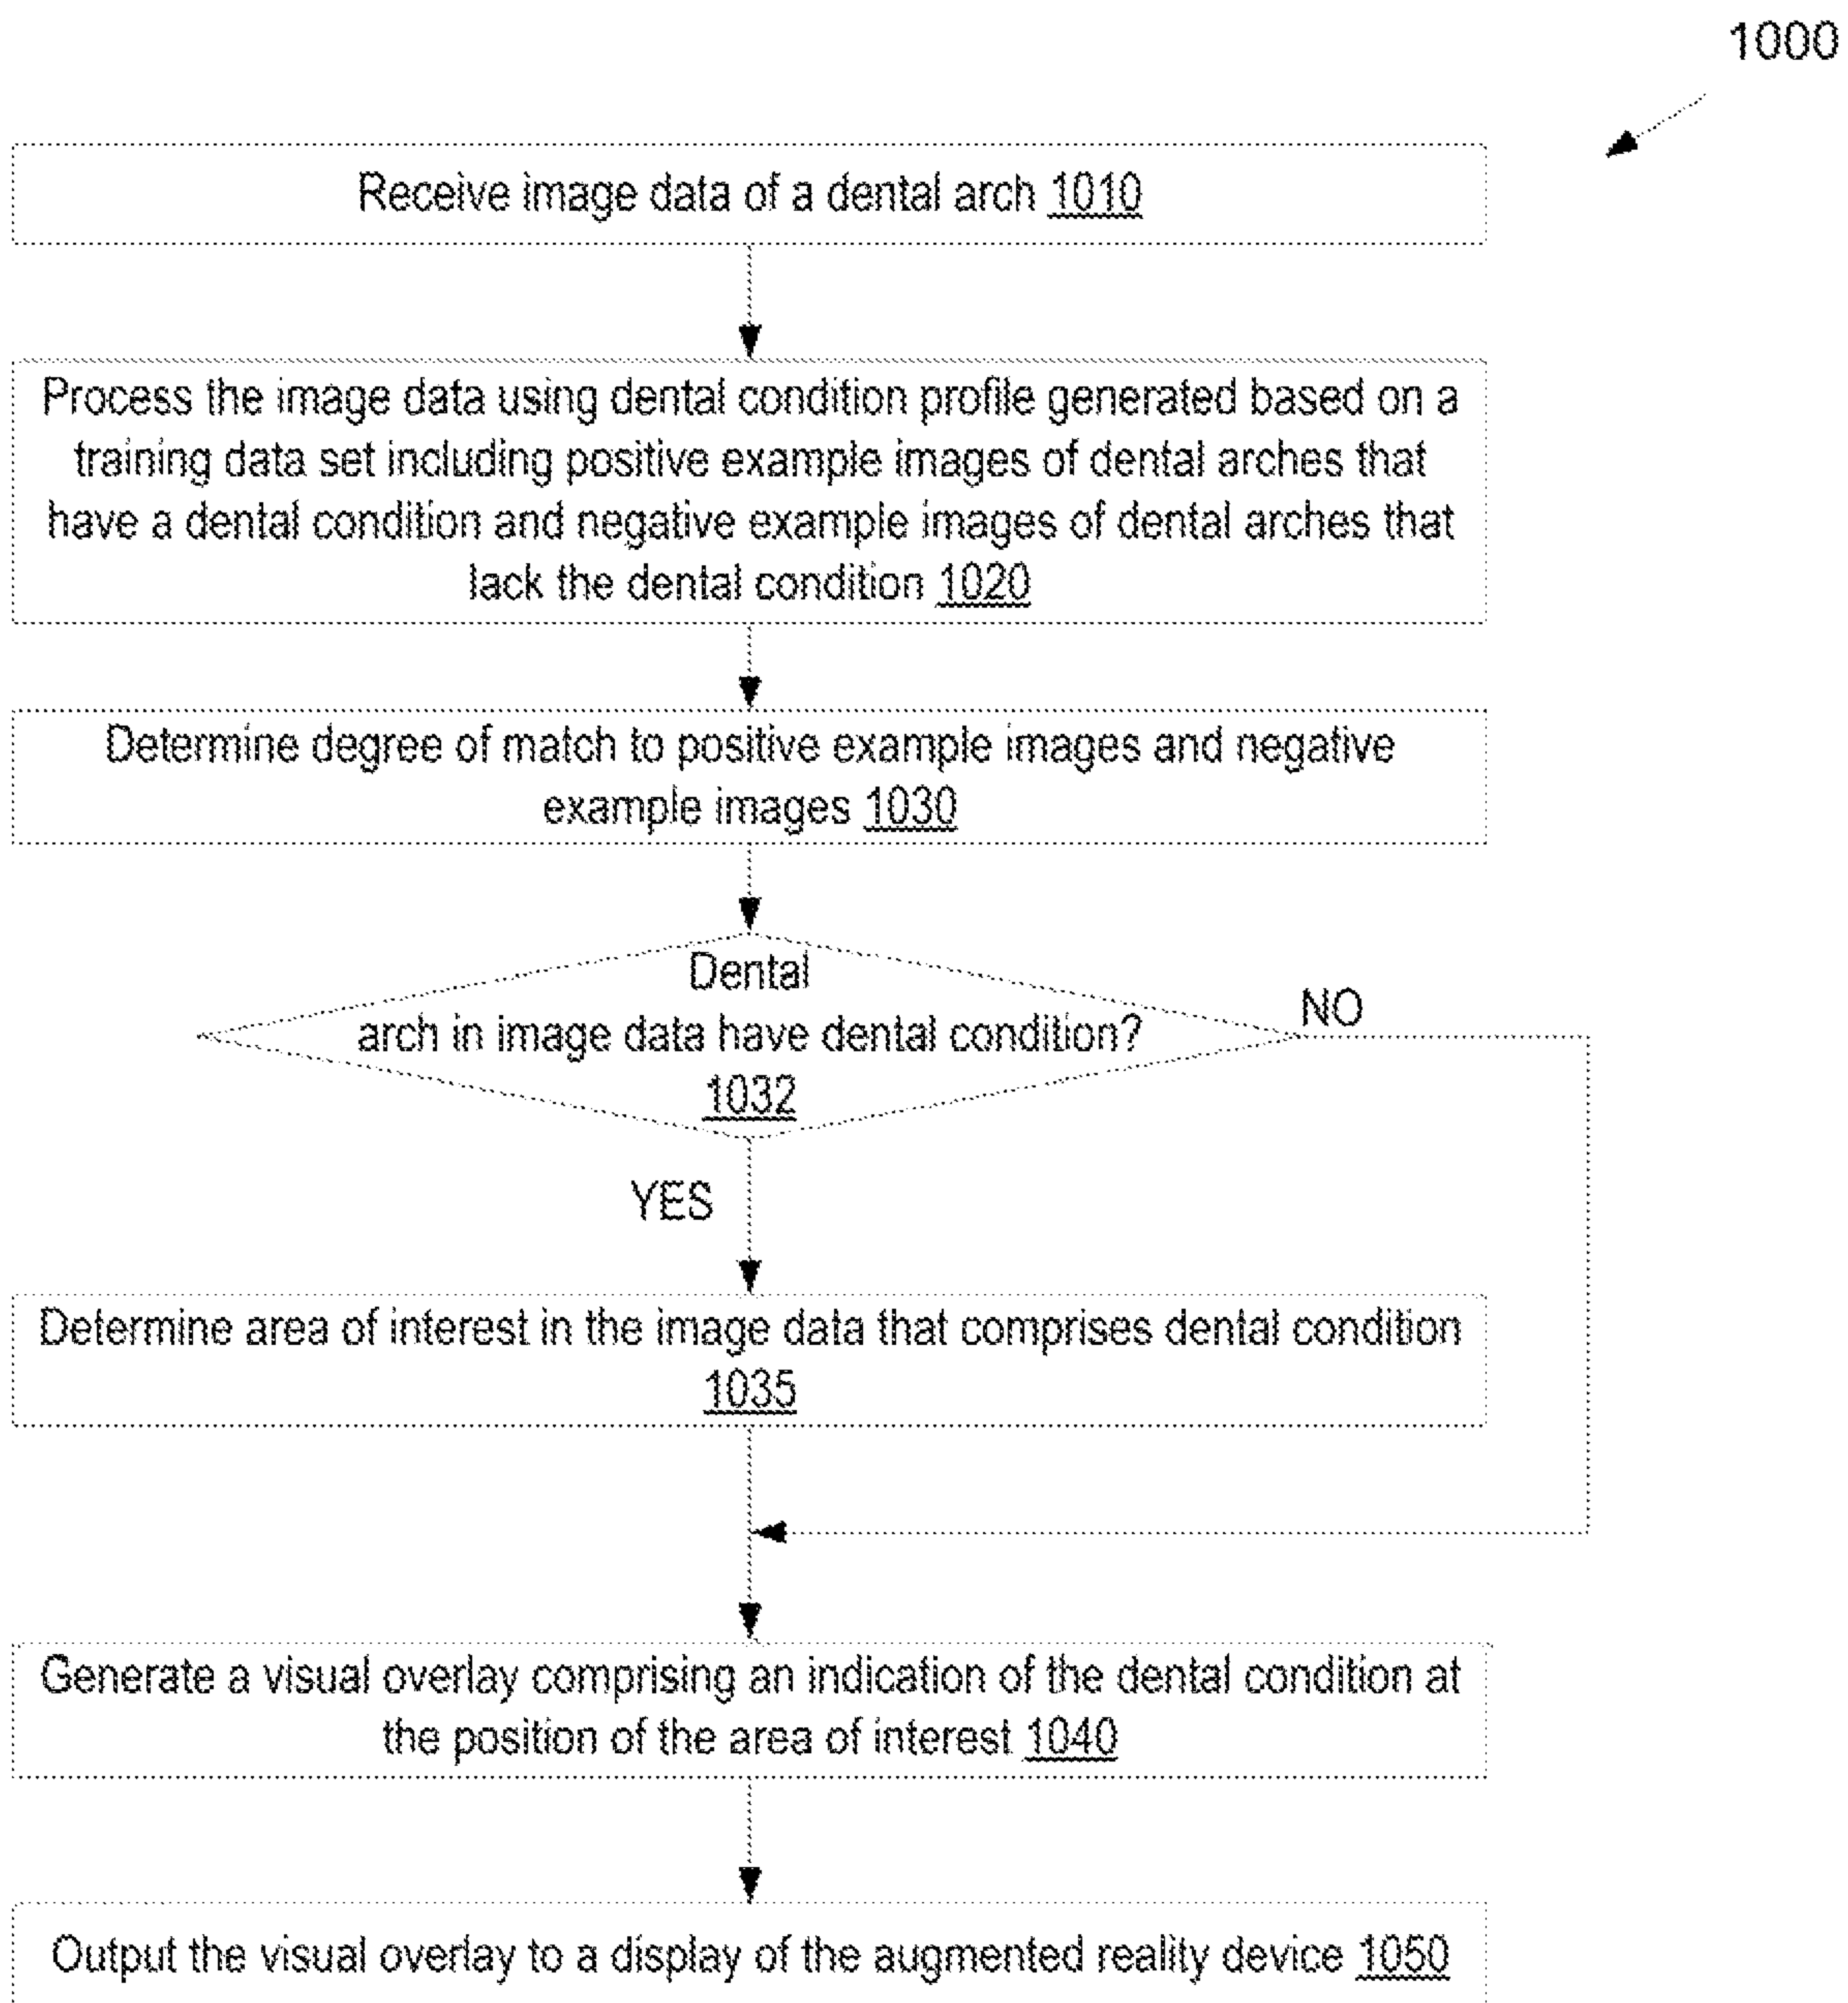 1000
Receive image data of a dental arch 1010
Process the image data using dental condition profile generated based on a
training data set including positive example images of dental arches that
have a dental condition and negative example images of dental arches that
lack the dental condition 1020
Determine degree of match to positive example images and negative
example images 1030
Dental
arch in image data have dental condition?
1032
NO
YES
Determine area of interest in the image data that comprises dental condition
1035
Generate a visual overlay comprising an indication of the dental condition at
the position of the area of interest 1040
Output the visual overlay to a display of the augmented reality device 1050